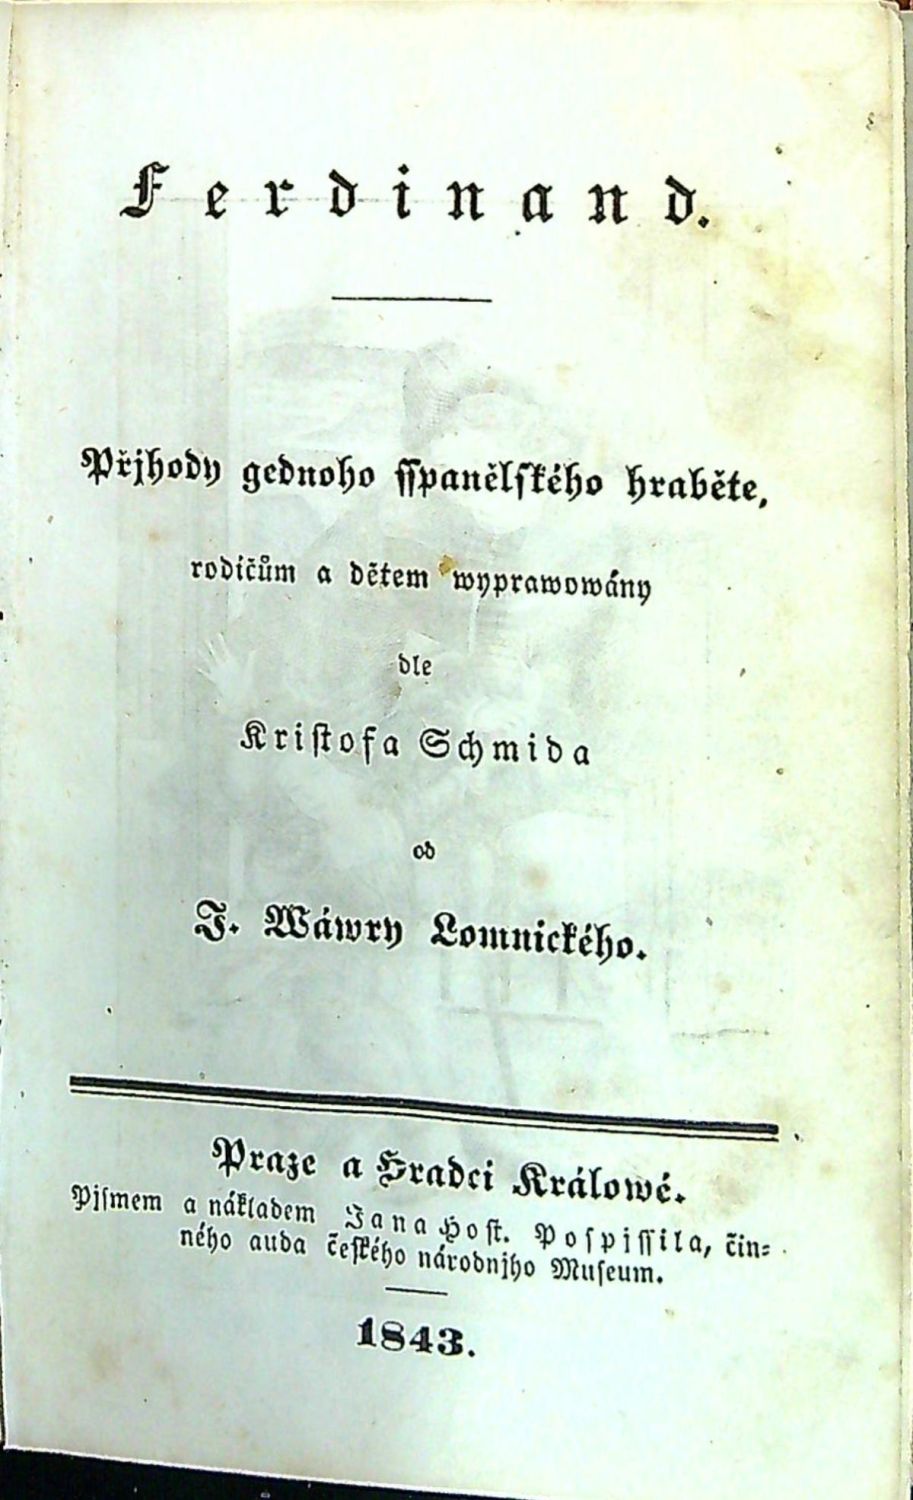 Ferdinand.
Přjhody gednoho sspanělského hraběte,
rodičům a dětem wyprawowány
dle
Kristofa Schmida
od
J. Wáwry Lomnického.
Praze a Hradci Králowé.
Pjsmem a nákladem Jana Host. Pospissila, čin-
ného auda českého národnjho Museum.
1843.